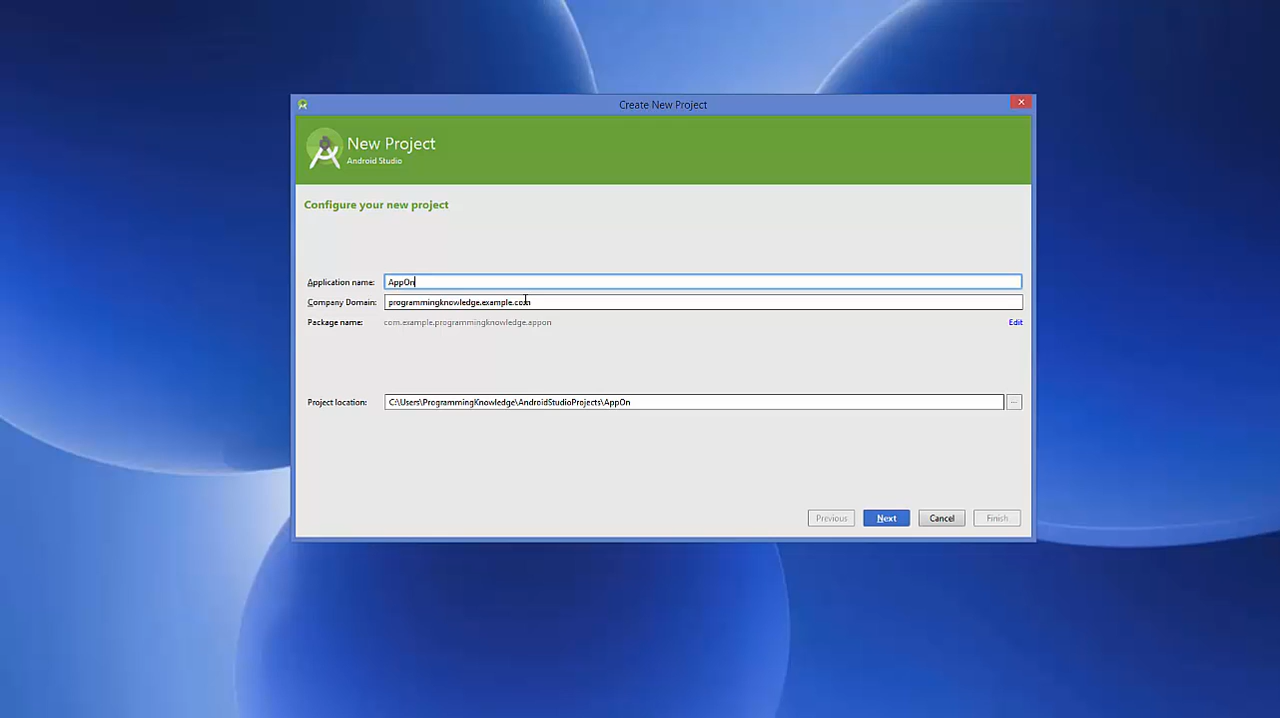 Create New Project
New Project
Android Studio
Configure your new project
Application name: AppOn
Company Domain: programmingknowledge.example.com
Package name: com.example.programmingknowledge.appon Edit
Project location: C:\Users\ProgrammingKnowledge\AndroidStudioProjects\AppOn ...
Previous Next Cancel Finish